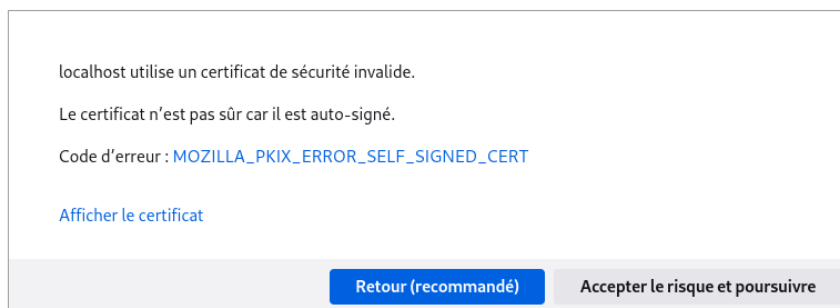 localhost utilise un certificat de sécurité invalide.
Le certificat n’est pas sûr car il est auto-signé.
Code d’erreur : MOZILLA_PKIX_ERROR_SELF_SIGNED_CERT
Afficher le certificat
Retour (recommandé)
Accepter le risque et poursuivre